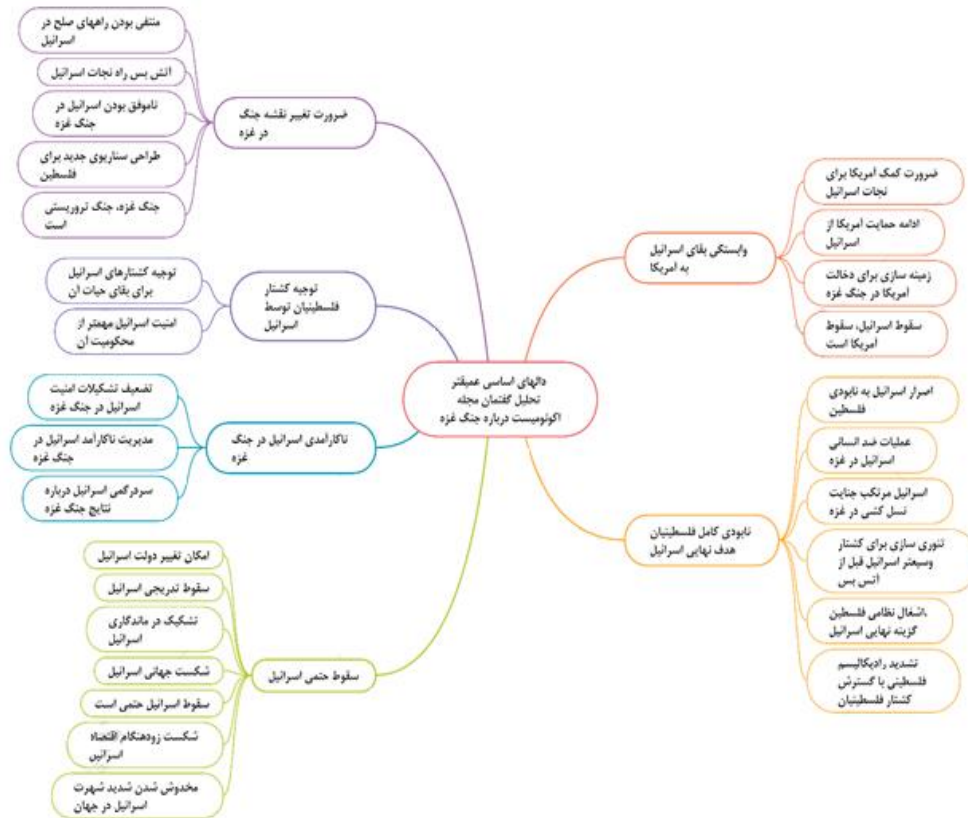 دالهای اساسی عمیقتر
تحلیل گفتمان مجله
اکونومیست درباره جنگ غزه
وابستگی بقای اسرائیل
به آمریکا
ضرورت کمک آمریکا برای
نجات اسرائیل
ادامه حمایت آمریکا از
اسرائیل
زمینه سازی برای دخالت
آمریکا در جنگ غزه
سقوط اسرائیل، سقوط
آمریکا است
نابودی کامل فلسطینیان
هدف نهایی اسرائیل
اصرار اسرائیل به نابودی
فلسطین
عملیات ضد انسانی
اسرائیل در غزه
اسرائیل مرتکب جنایت
نسل کشی در غزه
تئوری سازی برای کشتار
وسیعتر اسرائیل قبل از
آتس بس
،اشغال نظامی فلسطین
گزینه نهایی اسرائیل
تشدید رادیکالیسم
فلسطینی با گسترش
کشتار فلسطینیان
ضرورت تغییر نقشه جنگ
در غزه
منتفی بودن راههای صلح در
اسرائیل
آتش بس راه نجات اسرائیل
ناموفق بودن اسرائیل در
جنگ غزه
طراحی سناریوی جدید برای
فلسطین
جنگ غزه، جنگ تروریستی
است
توجیه کشتار
فلسطینیان توسط
اسرائیل
توجیه کشتارهای اسرائیل
برای بقای حیات آن
امنیت اسرائیل مهمتر از
محکومیت آن
ناکارآمدی اسرائیل در جنگ
غزه
تضعیف تشکیلات امنیت
اسرائیل در جنگ غزه
مدیریت ناکارآمد اسرائیل در
جنگ غزه
سردرگمی اسرائیل درباره
نتایج جنگ غزه
سقوط حتمی اسرائیل
امکان تغییر دولت اسرائیل
سقوط تدریجی اسرائیل
تشکیک در ماندگاری
اسرائیل
شکست جهانی اسرائیل
سقوط اسرائیل حتمی است
شکست زودهنگام اقتصاد
اسرائیل
مخدوش شدن شدید شهرت
اسرائیل در جهان